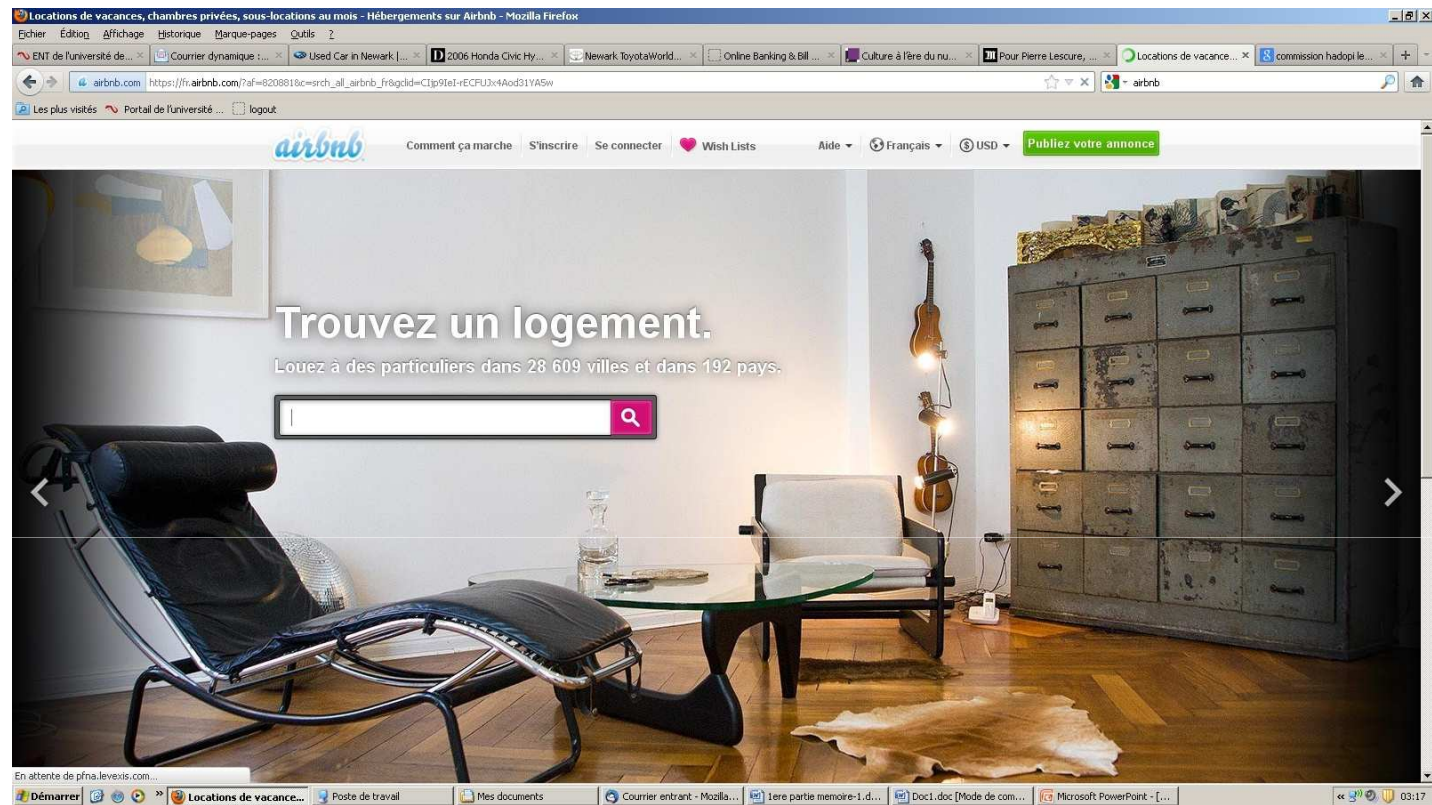 Locations de vacances, chambres privées, sous-locations au mois - Hébergements sur Airbnb - Mozilla Firefox
Eichier Édition Affichage Historique Marque-pages Outils ?
ENT de l'université de... Courrier dynamique :... Used Car in Newark |... 2006 Honda Civic Hy... Newark ToyotaWorld... Online Banking & Bill ... Culture à l'ère du nu... Pour Pierre Lescure, ... Locations de vacance... commission hadopi le...
airbnb.com https://fr.airbnb.com/?af=820881&c=srch_all_airbnb_fr&gclid=CIjp9IeI-rECFUJx4Aod31YA5w airbnb
Les plus visités Portail de l'université ... logout
airbnb Comment ça marche S'inscrire Se connecter Wish Lists Aide Français $ USD Publiez votre annonce
Trouvez un logement.
Louez à des particuliers dans 28 609 villes et dans 192 pays.
En attente de pfna.levexis.com...
Démarrer » Locations de vacance... Poste de travail Mes documents Courrier entrant - Mozilla... 1ere partie memoire-1.d... Doc1.doc [Mode de com... Microsoft PowerPoint - [... « 03:17